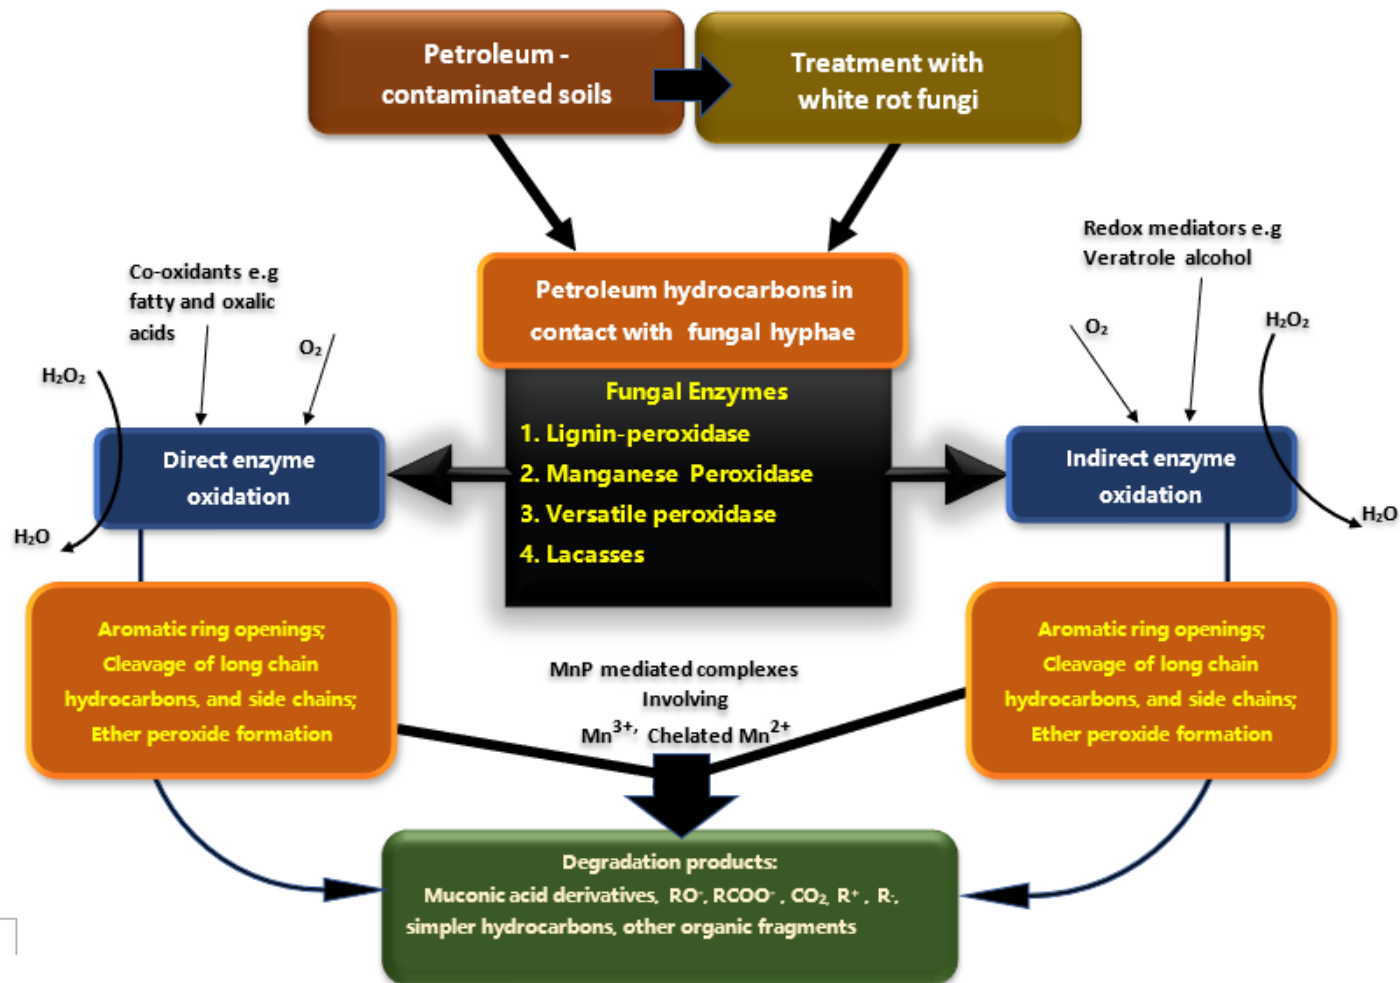 Petroleum -
contaminated soils
Treatment with
white rot fungi
Redox mediators e.g
Veratrole alcohol
Co-oxidants e.g
fatty and oxalic
acids
O₂
H₂O₂
Petroleum hydrocarbons in
contact with fungal hyphae
O₂
H₂O₂
Fungal Enzymes
1. Lignin-peroxidase
2. Manganese Peroxidase
3. Versatile peroxidase
4. Lacasses
Direct enzyme
oxidation
H₂O
Indirect enzyme
oxidation
H₂O
Aromatic ring openings;
Cleavage of long chain
hydrocarbons, and side chains;
Ether peroxide formation
MnP mediated complexes
Involving
Mn³⁺, Chelated Mn²⁺
Aromatic ring openings;
Cleavage of long chain
hydrocarbons, and side chains;
Ether peroxide formation
Degradation products:
Muconic acid derivatives, RO⁻, RCOO⁻ , CO₂, R⁺ , R·,
simpler hydrocarbons, other organic fragments